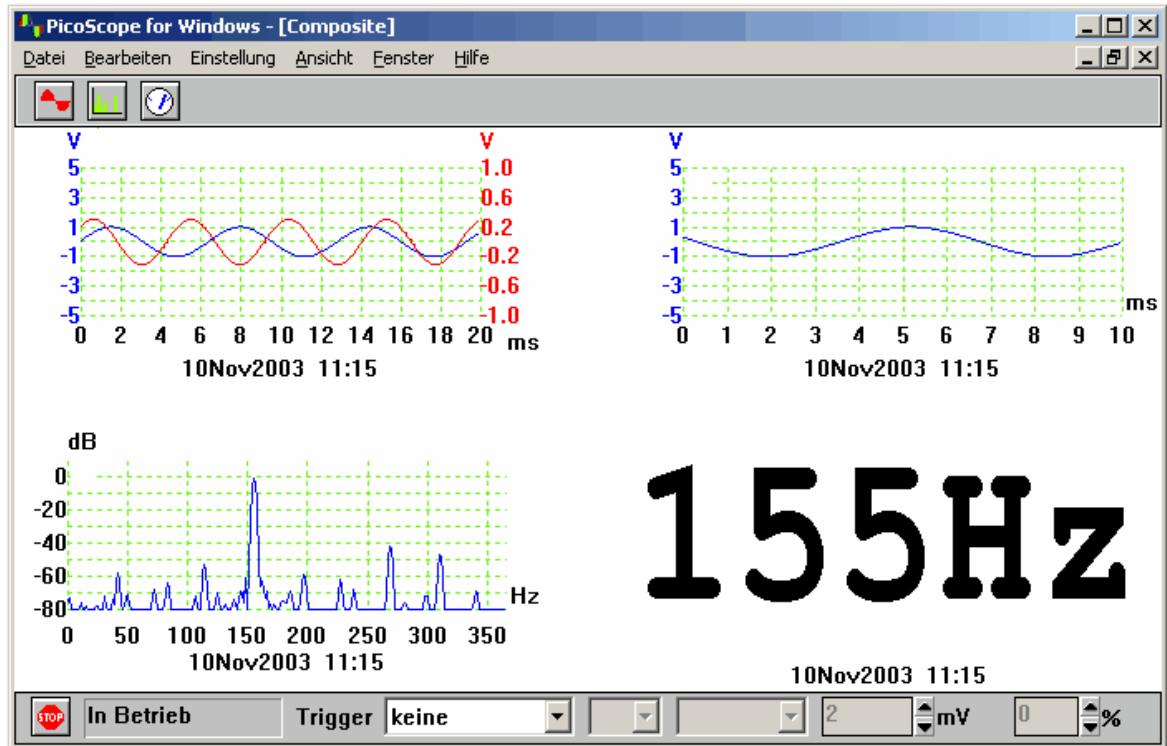 PicoScope for Windows - [Composite]
Datei Bearbeiten Einstellung Ansicht Fenster Hilfe
V V
5 1.0
3 0.6
1 0.2
-1 -0.2
-3 -0.6
-5 -1.0
0 2 4 6 8 10 12 14 16 18 20 ms
10Nov2003 11:15
V
5
3
1
-1
-3
-5
ms
0 1 2 3 4 5 6 7 8 9 10
10Nov2003 11:15
dB
0
-20
-40
-60
-80
Hz
0 50 100 150 200 250 300 350
10Nov2003 11:15
155Hz
10Nov2003 11:15
STOP In Betrieb Trigger keine 2 mV 0 %